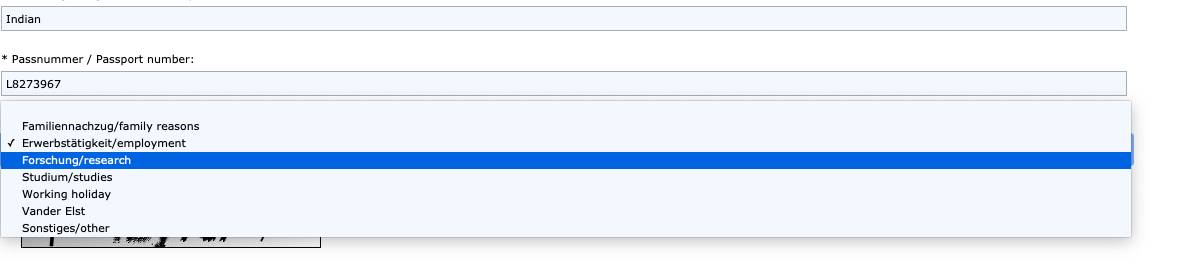 Indian
* Passnummer / Passport number:
L8273967
Familiennachzug/family reasons
✓ Erwerbstätigkeit/employment
Forschung/research
Studium/studies
Working holiday
Vander Elst
Sonstiges/other